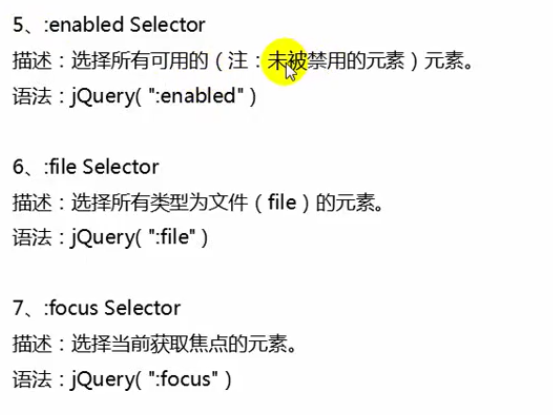 5、:enabled Selector
描述：选择所有可用的（注：未被禁用的元素）元素。
语法：jQuery( ":enabled" )
6、:file Selector
描述：选择所有类型为文件（file）的元素。
语法：jQuery( ":file" )
7、:focus Selector
描述：选择当前获取焦点的元素。
语法：jQuery( ":focus" )